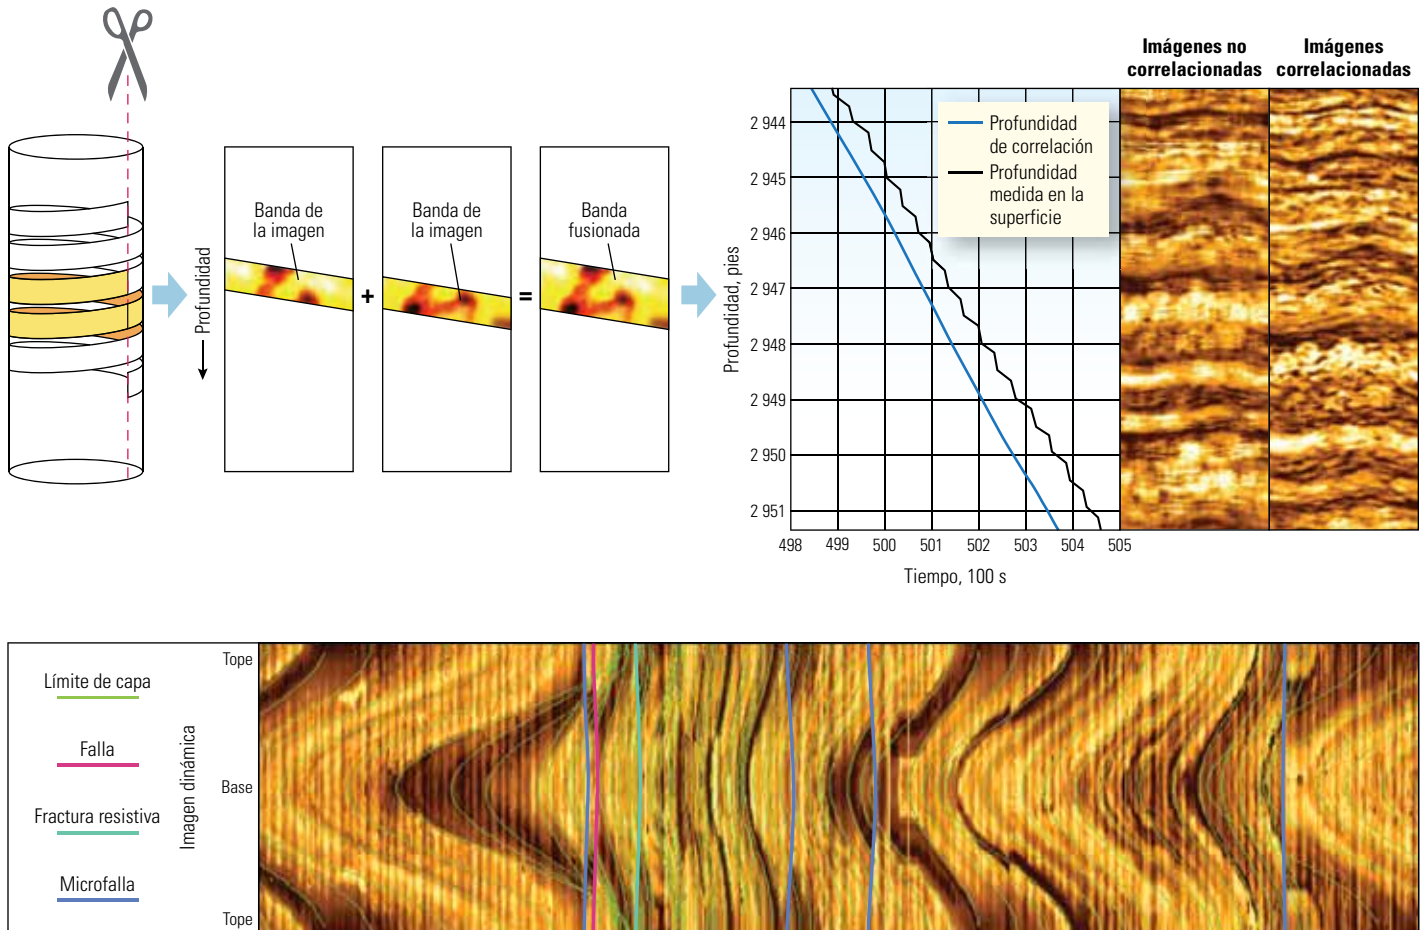 Profundidad
Banda de
la imagen
+
Banda de
la imagen
=
Banda
fusionada
Imágenes no
correlacionadas
Imágenes
correlacionadas
Profundidad, pies
2 944
2 945
2 946
2 947
2 948
2 949
2 950
2 951
Profundidad
de correlación
Profundidad
medida en la
superficie
498
499
500
501
502
503
504
505
Tiempo, 100 s
Límite de capa
Falla
Fractura resistiva
Microfalla
Imagen dinámica
Tope
Base
Tope